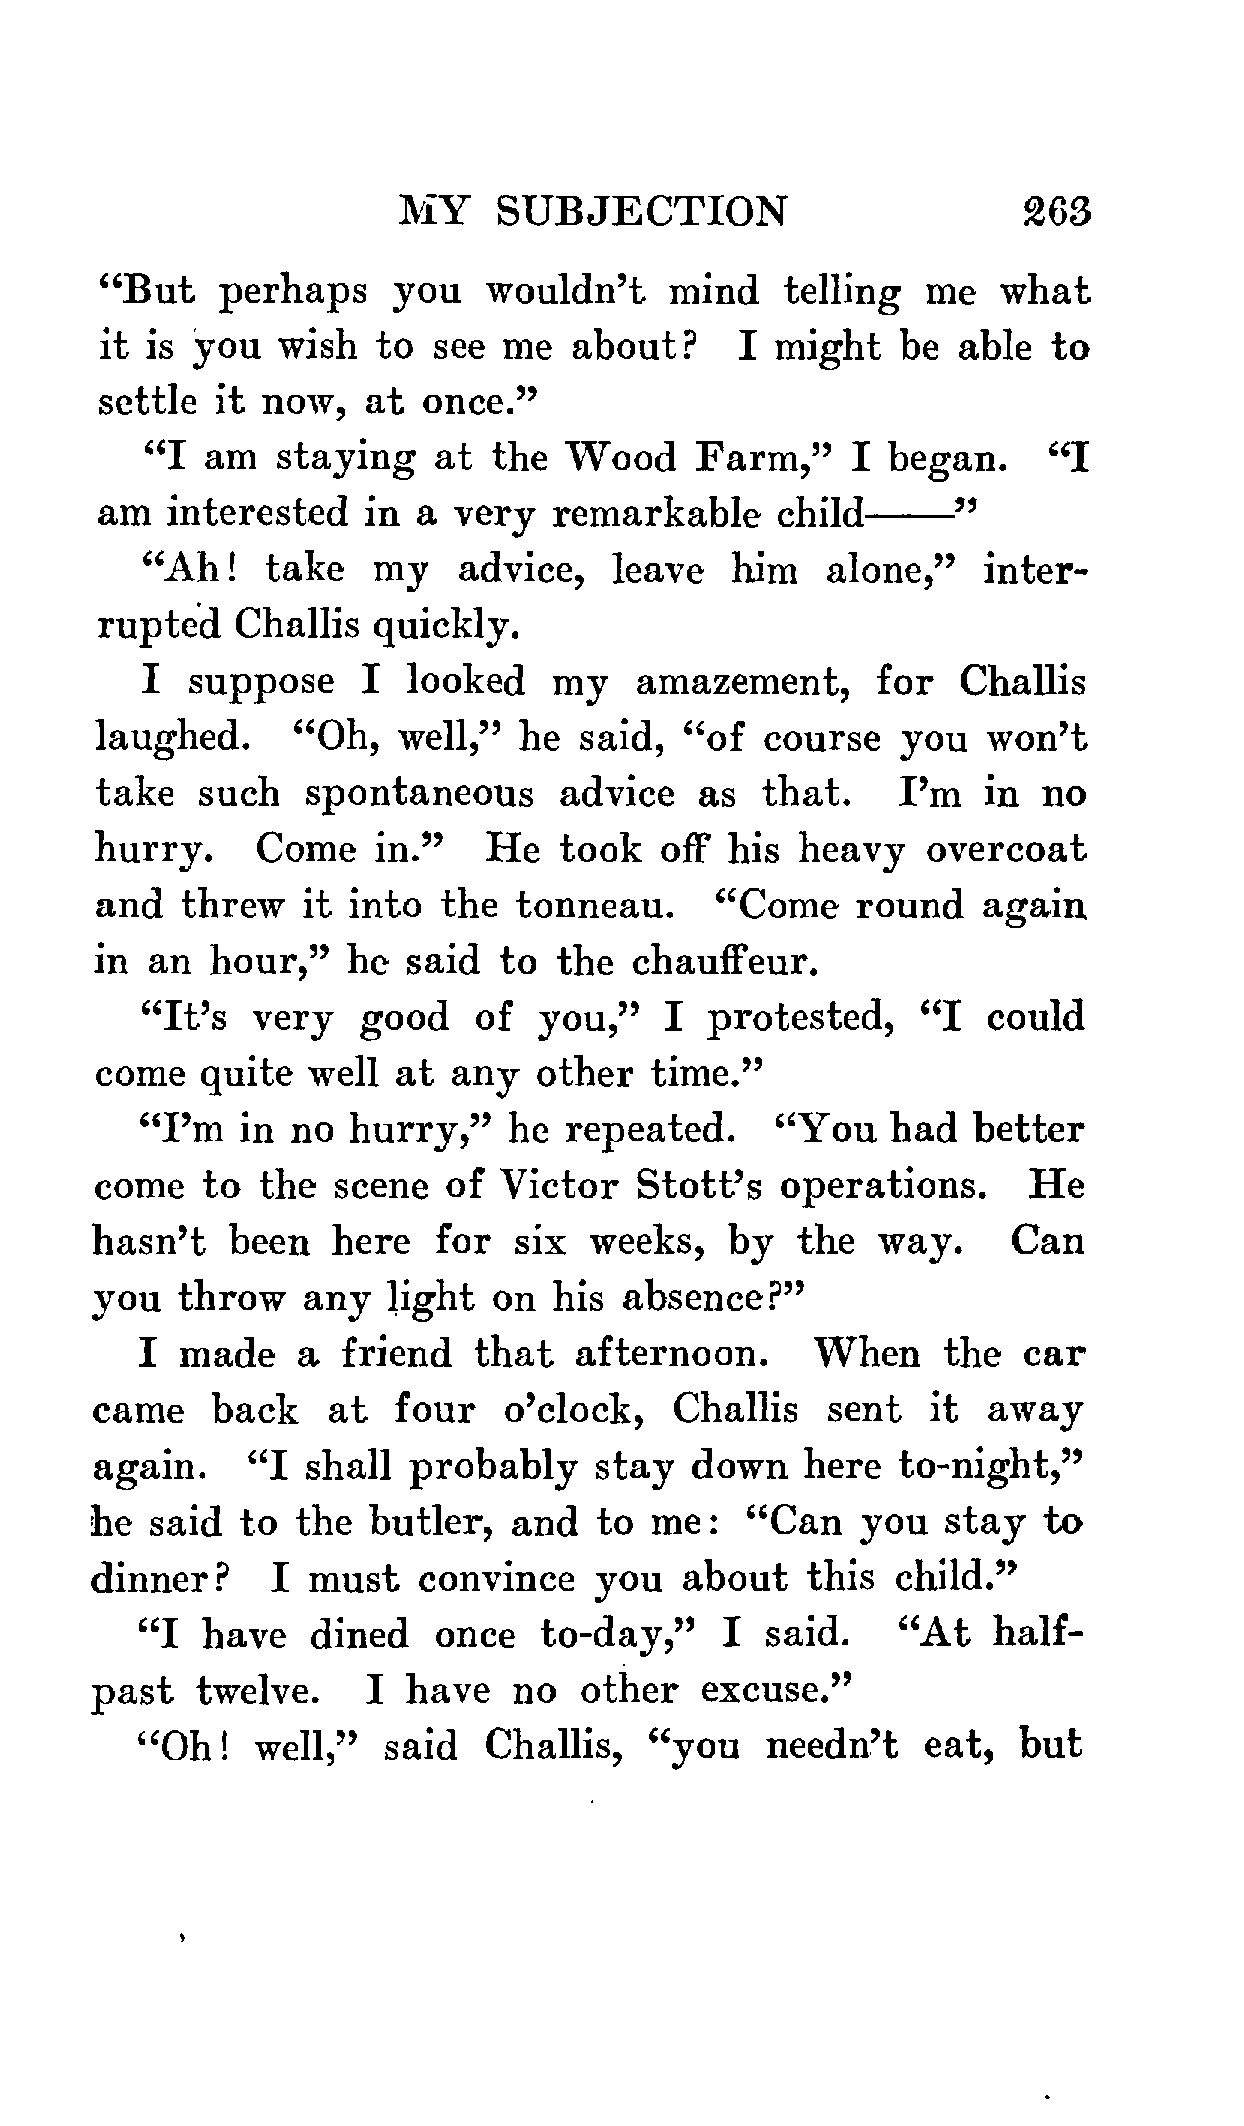 MY SUBJECTION 263
“But perhaps you wouldn’t mind telling me what
it is you wish to see me about? I might be able to
settle it now, at once.”
“I am staying at the Wood Farm,” I began. “I
am interested in a very remarkable child——”
“Ah! take my advice, leave him alone,” inter-
rupted Challis quickly.
I suppose I looked my amazement, for Challis
laughed. “Oh, well,” he said, “of course you won’t
take such spontaneous advice as that. I’m in no
hurry. Come in.” He took off his heavy overcoat
and threw it into the tonneau. “Come round again
in an hour,” he said to the chauffeur.
“It’s very good of you,” I protested, “I could
come quite well at any other time.”
“I’m in no hurry,” he repeated. “You had better
come to the scene of Victor Stott’s operations. He
hasn’t been here for six weeks, by the way. Can
you throw any light on his absence?”
I made a friend that afternoon. When the car
came back at four o’clock, Challis sent it away
again. “I shall probably stay down here to-night,”
he said to the butler, and to me: “Can you stay to
dinner? I must convince you about this child.”
“I have dined once to-day,” I said. “At half-
past twelve. I have no other excuse.”
“Oh! well,” said Challis, “you needn’t eat, but